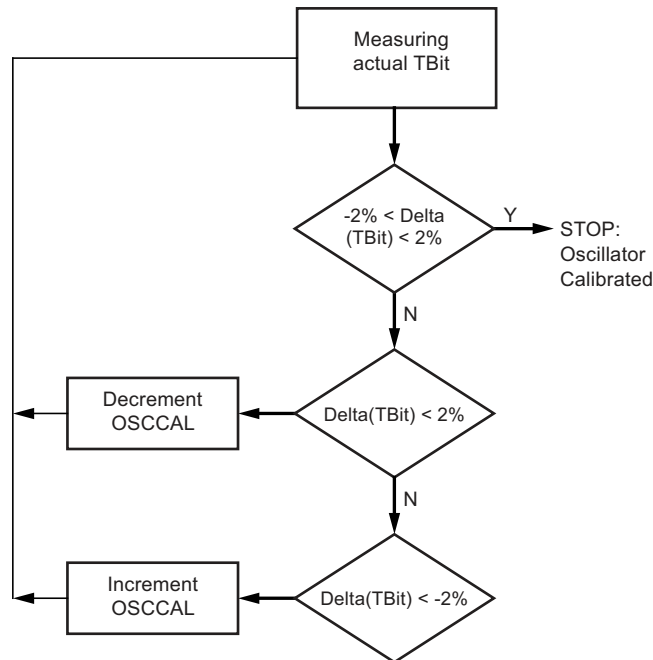 Measuring
actual TBit
-2% < Delta
(TBit) < 2%
Y
STOP:
Oscillator
Calibrated
N
Decrement
OSCCAL
Delta(TBit) < 2%
N
Increment
OSCCAL
Delta(TBit) < -2%